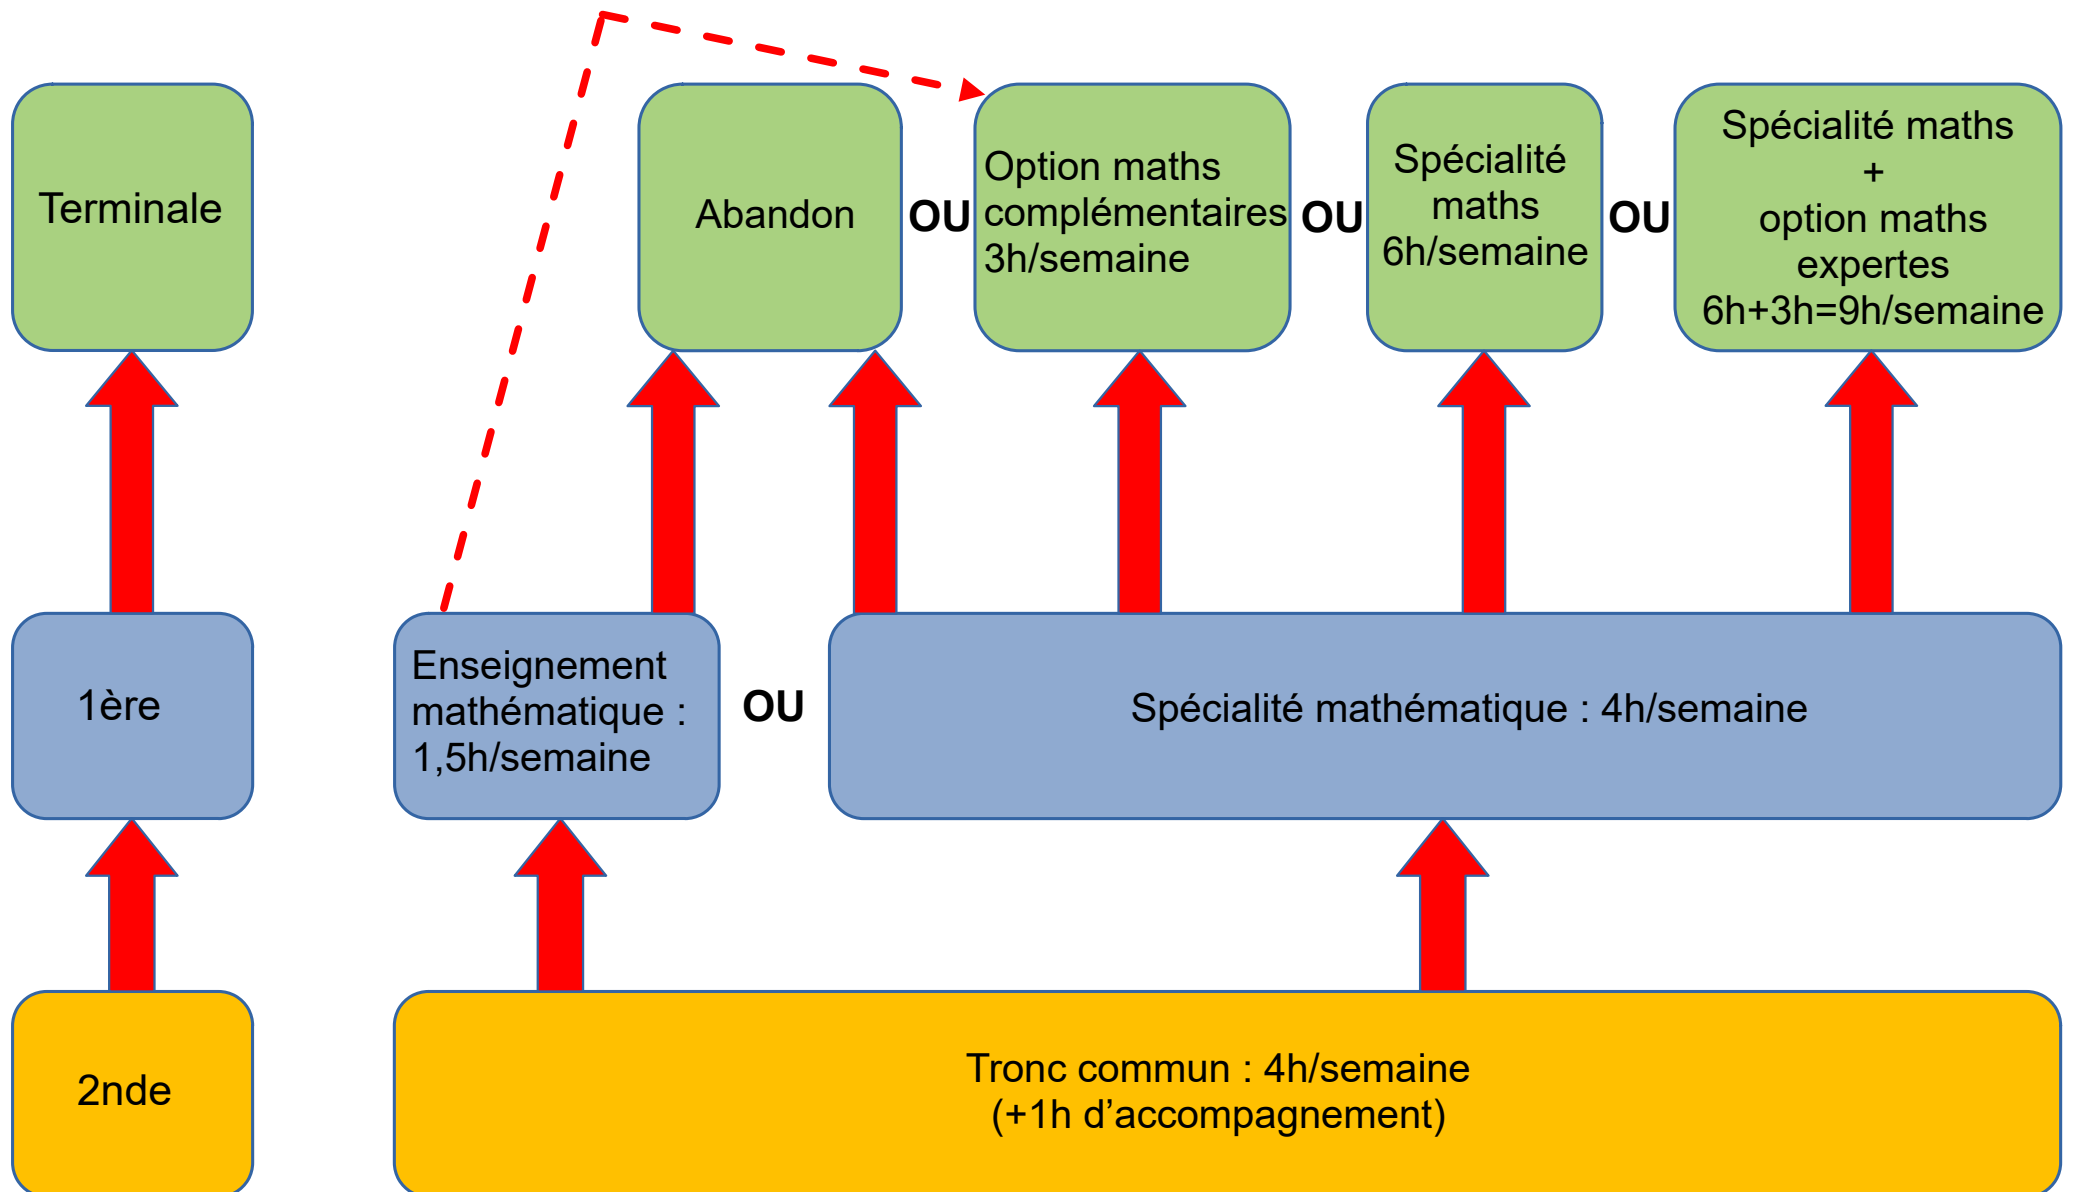 Terminale
Abandon
OU
Option maths
complémentaires
3h/semaine
OU
Spécialité
maths
6h/semaine
OU
Spécialité maths
+
option maths
expertes
6h+3h=9h/semaine
1ère
Enseignement
mathématique :
1,5h/semaine
OU
Spécialité mathématique : 4h/semaine
2nde
Tronc commun : 4h/semaine
(+1h d’accompagnement)